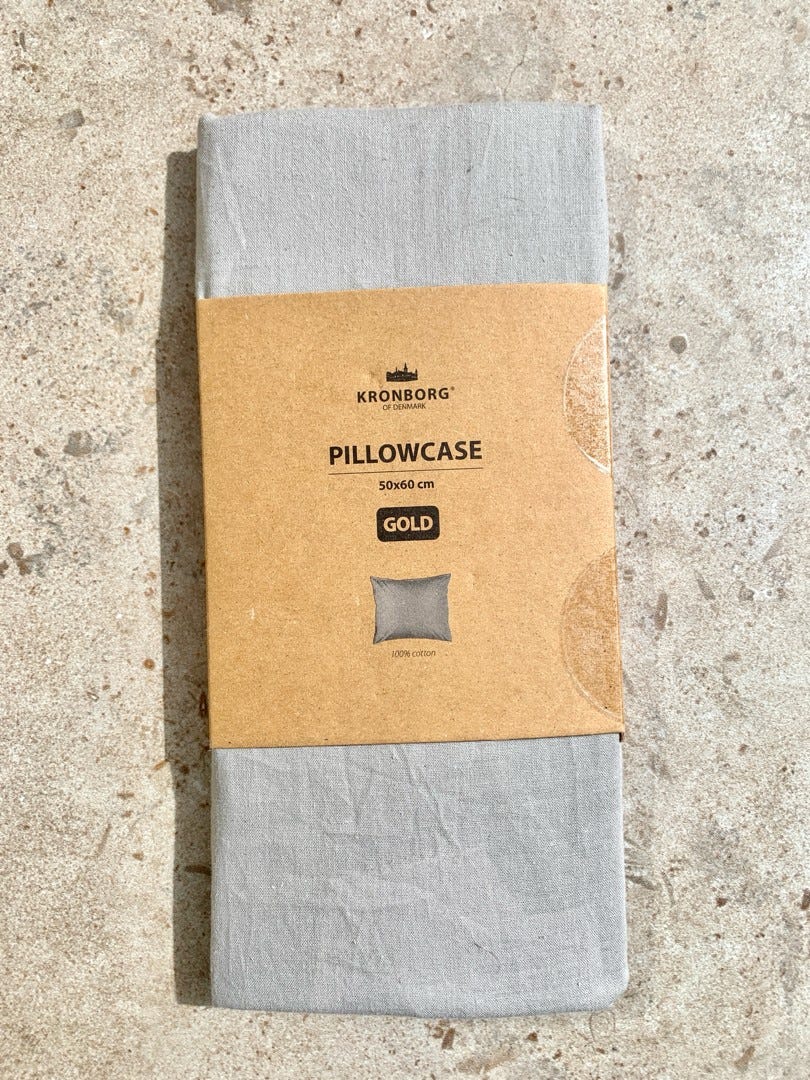 KRONBORG®
OF DENMARK
PILLOWCASE
50x60 cm
GOLD
100% cotton